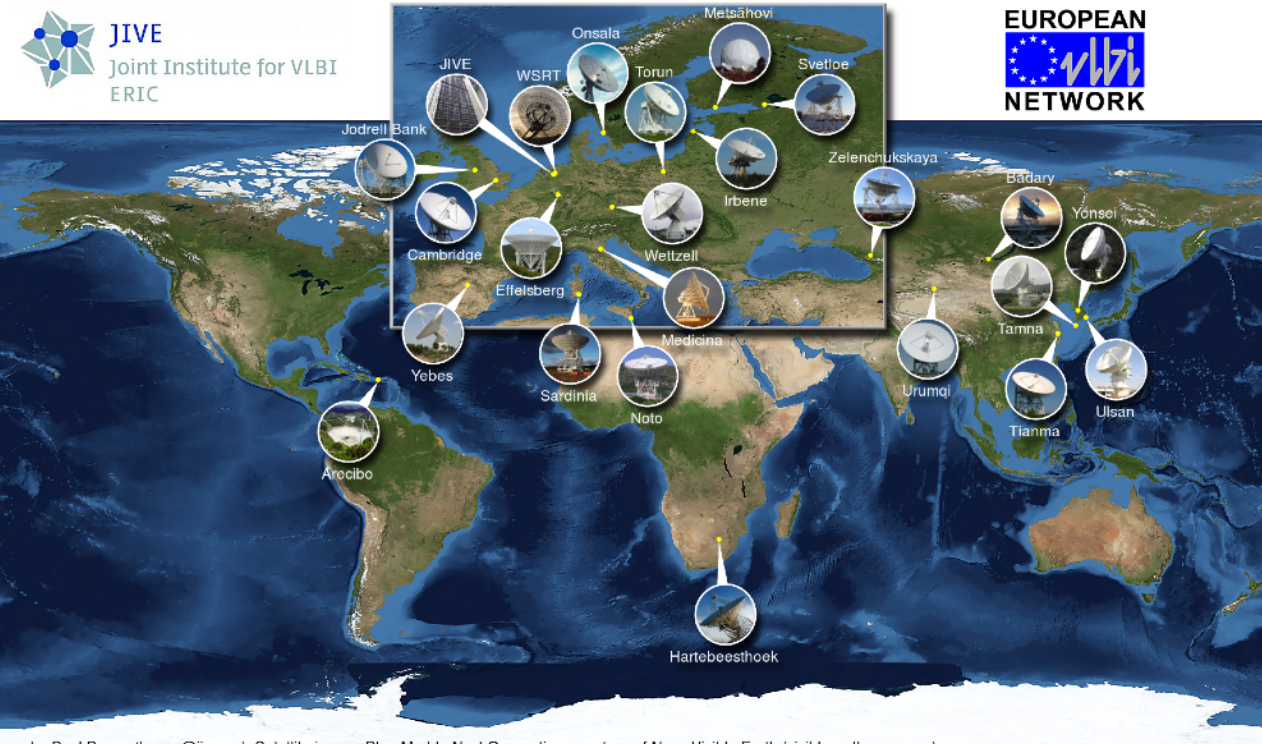 JIVE
Joint Institute for VLBI
ERIC
EUROPEAN
vlbi
NETWORK
Metsähovi
Onsala
JIVE
WSRT
Torun
Svetloe
Jodrell Bank
Zelenchukskaya
Badary
Yonsei
Irbene
Cambridge
Wettzell
Effelsberg
Tamna
Medicina
Yebes
Sardinia
Noto
Urumqi
Ulsan
Tianma
Arecibo
Hartebeesthoek